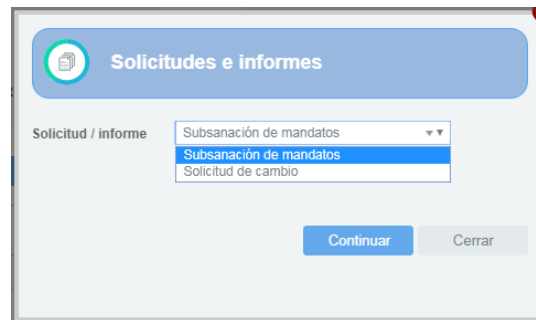 Solicitudes e informes
Solicitud / informe
Subsanación de mandatos
Subsanación de mandatos
Solicitud de cambio
Continuar
Cerrar